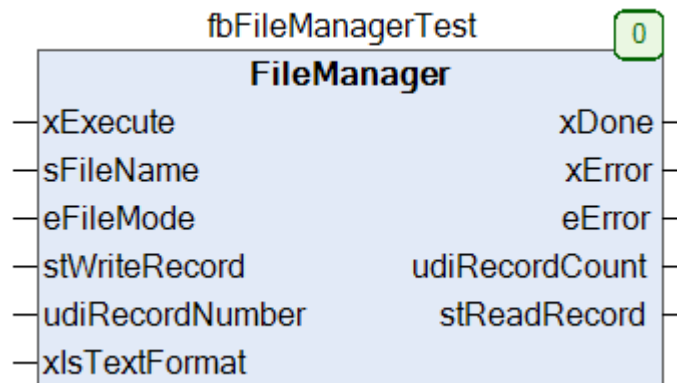 fbFileManagerTest
0
FileManager
xExecute xDone
sFileName xError
eFileMode eError
stWriteRecord udiRecordCount
udiRecordNumber stReadRecord
xIsTextFormat